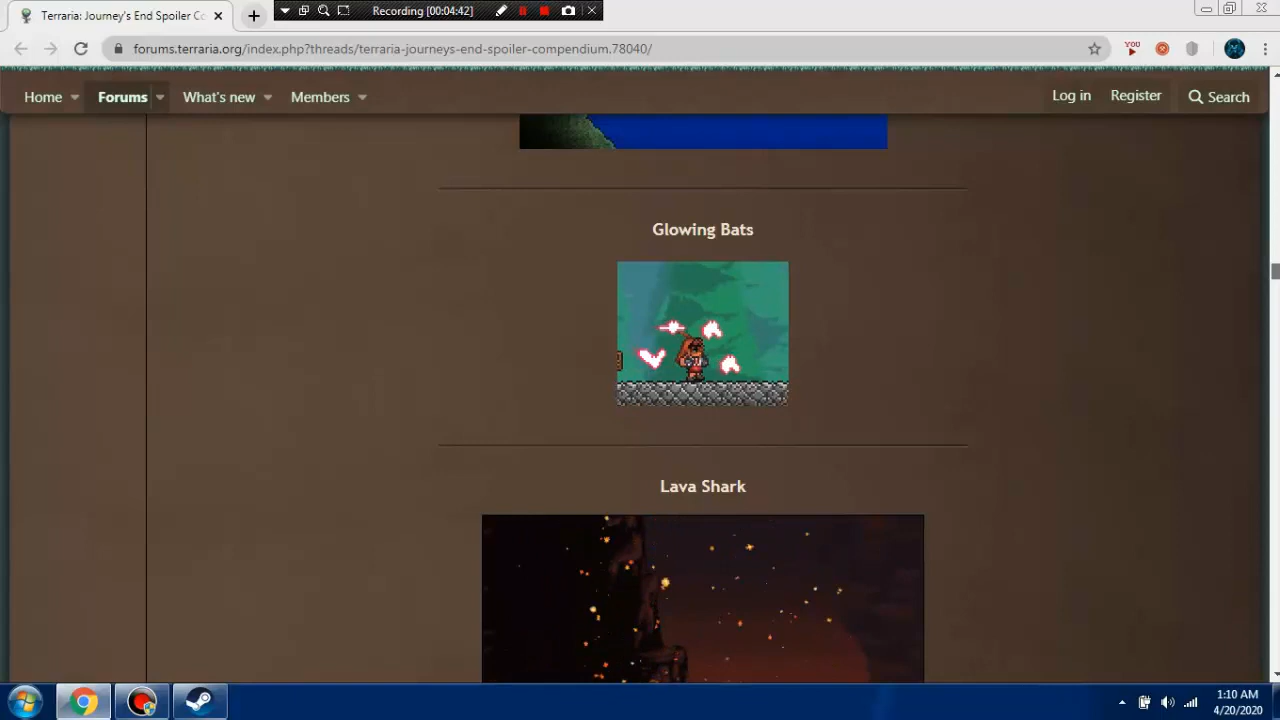 Terraria: Journey's End Spoiler Co
Recording [00:04:42]
forums.terraria.org/index.php?threads/terraria-journeys-end-spoiler-compendium.78040/
YOU
Home Forums What's new Members Log in Register Search
Glowing Bats
Lava Shark
1:10 AM
4/20/2020